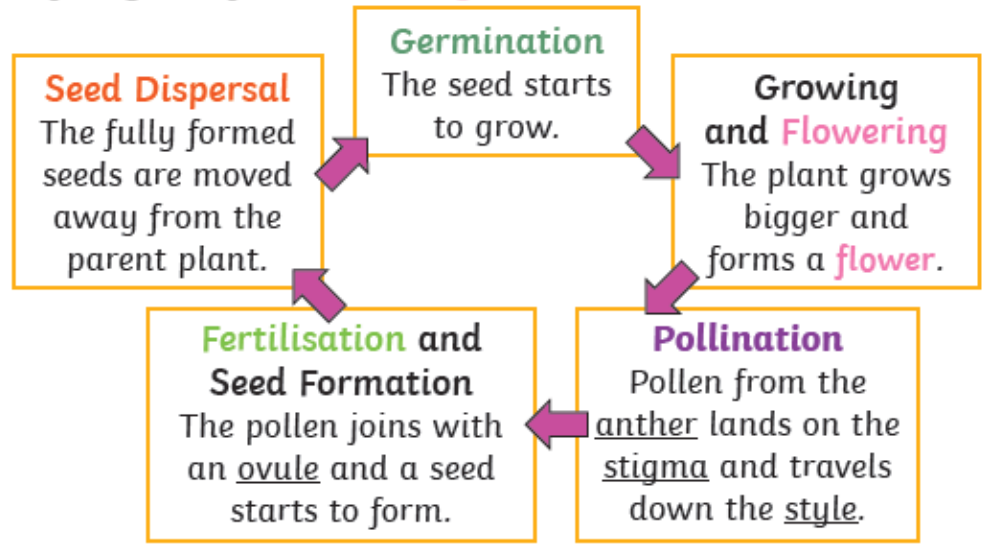 Germination
The seed starts
to grow.
Growing
and Flowering
The plant grows
bigger and
forms a flower.
Pollination
Pollen from the
anther lands on the
stigma and travels
down the style.
Fertilisation and
Seed Formation
The pollen joins with
an ovule and a seed
starts to form.
Seed Dispersal
The fully formed
seeds are moved
away from the
parent plant.